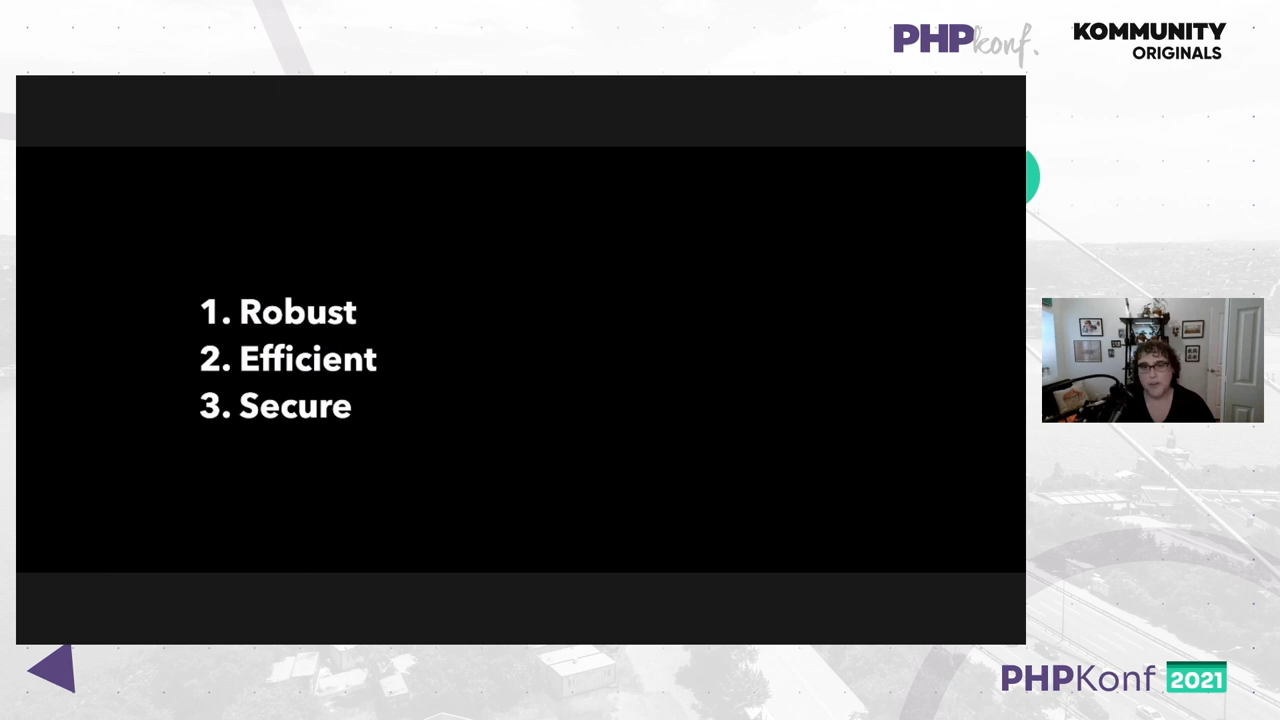 PHPkonf.
KOMMUNITY
ORIGINALS
1. Robust
2. Efficient
3. Secure
PHPKonf 2021